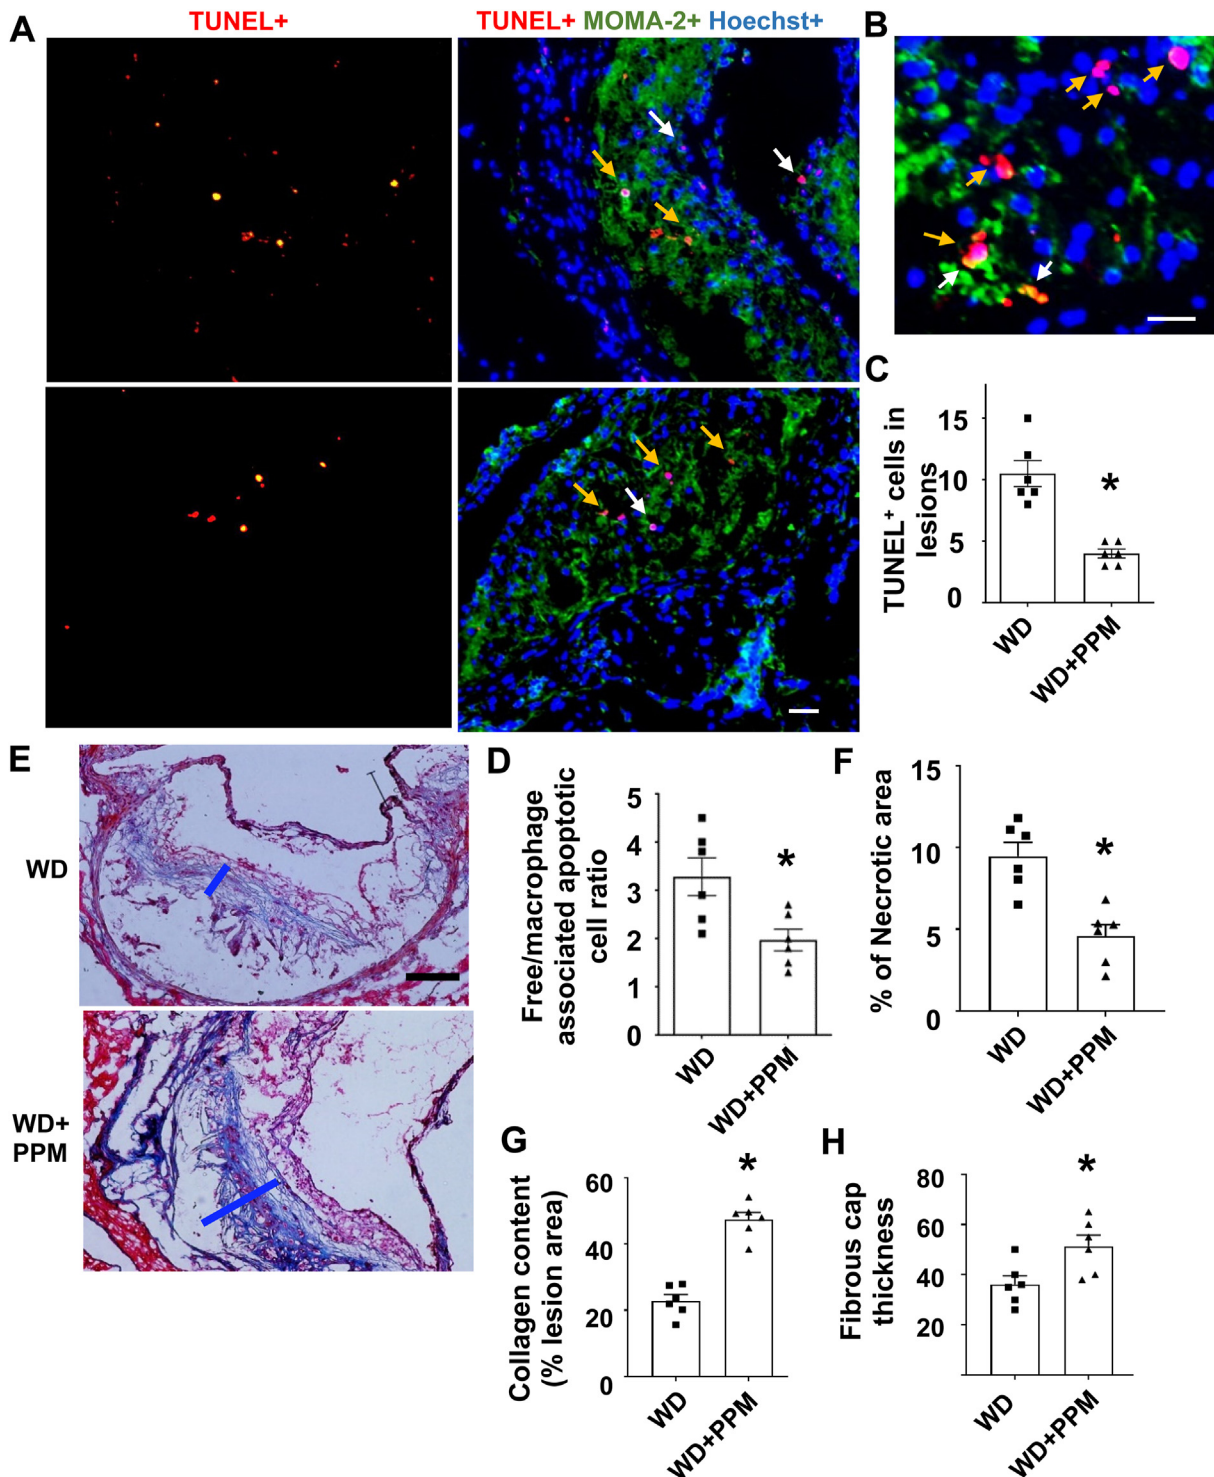 A
TUNEL+
TUNEL+ MOMA-2+ Hoechst+
B
C
TUNEL+ cells in
lesions
15
10
5
0
*
WD
WD+PPM
E
WD
WD+
PPM
D
Free/macrophage
associated apoptotic
cell ratio
5
4
3
2
1
0
*
WD
WD+PPM
F
% of Necrotic area
15
10
5
0
*
WD
WD+PPM
G
Collagen content
(% lesion area)
60
40
20
0
*
WD
WD+PPM
H
Fibrous cap
thickness
80
60
40
20
*
WD
WD+PPM